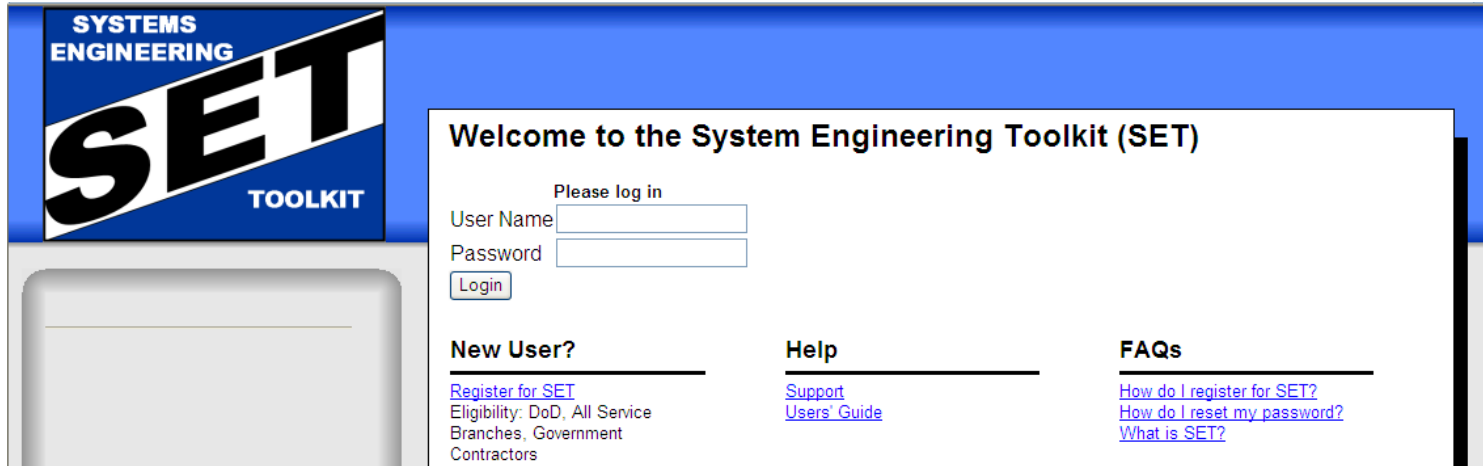 SYSTEMS
ENGINEERING
SET
TOOLKIT
Welcome to the System Engineering Toolkit (SET)
Please log in
User Name
Password
Login
New User?
Register for SET
Eligibility: DoD, All Service
Branches, Government
Contractors
Help
Support
Users' Guide
FAQs
How do I register for SET?
How do I reset my password?
What is SET?